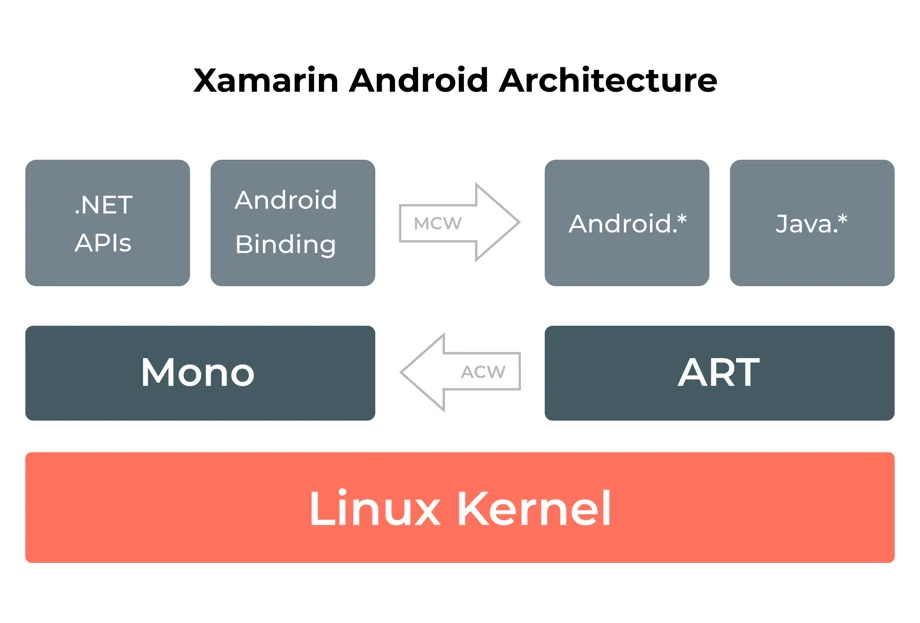 Xamarin Android Architecture
.NET
APIs
Android
Binding
MCW
Android.*
Java.*
Mono
ACW
ART
Linux Kernel